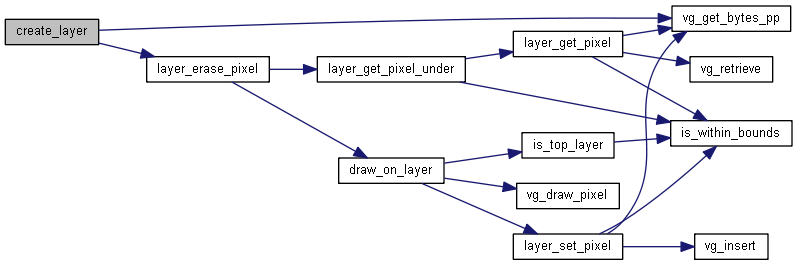 create_layer
layer_erase_pixel
layer_get_pixel_under
layer_get_pixel
vg_get_bytes_pp
vg_retrieve
is_within_bounds
is_top_layer
draw_on_layer
vg_draw_pixel
layer_set_pixel
vg_insert